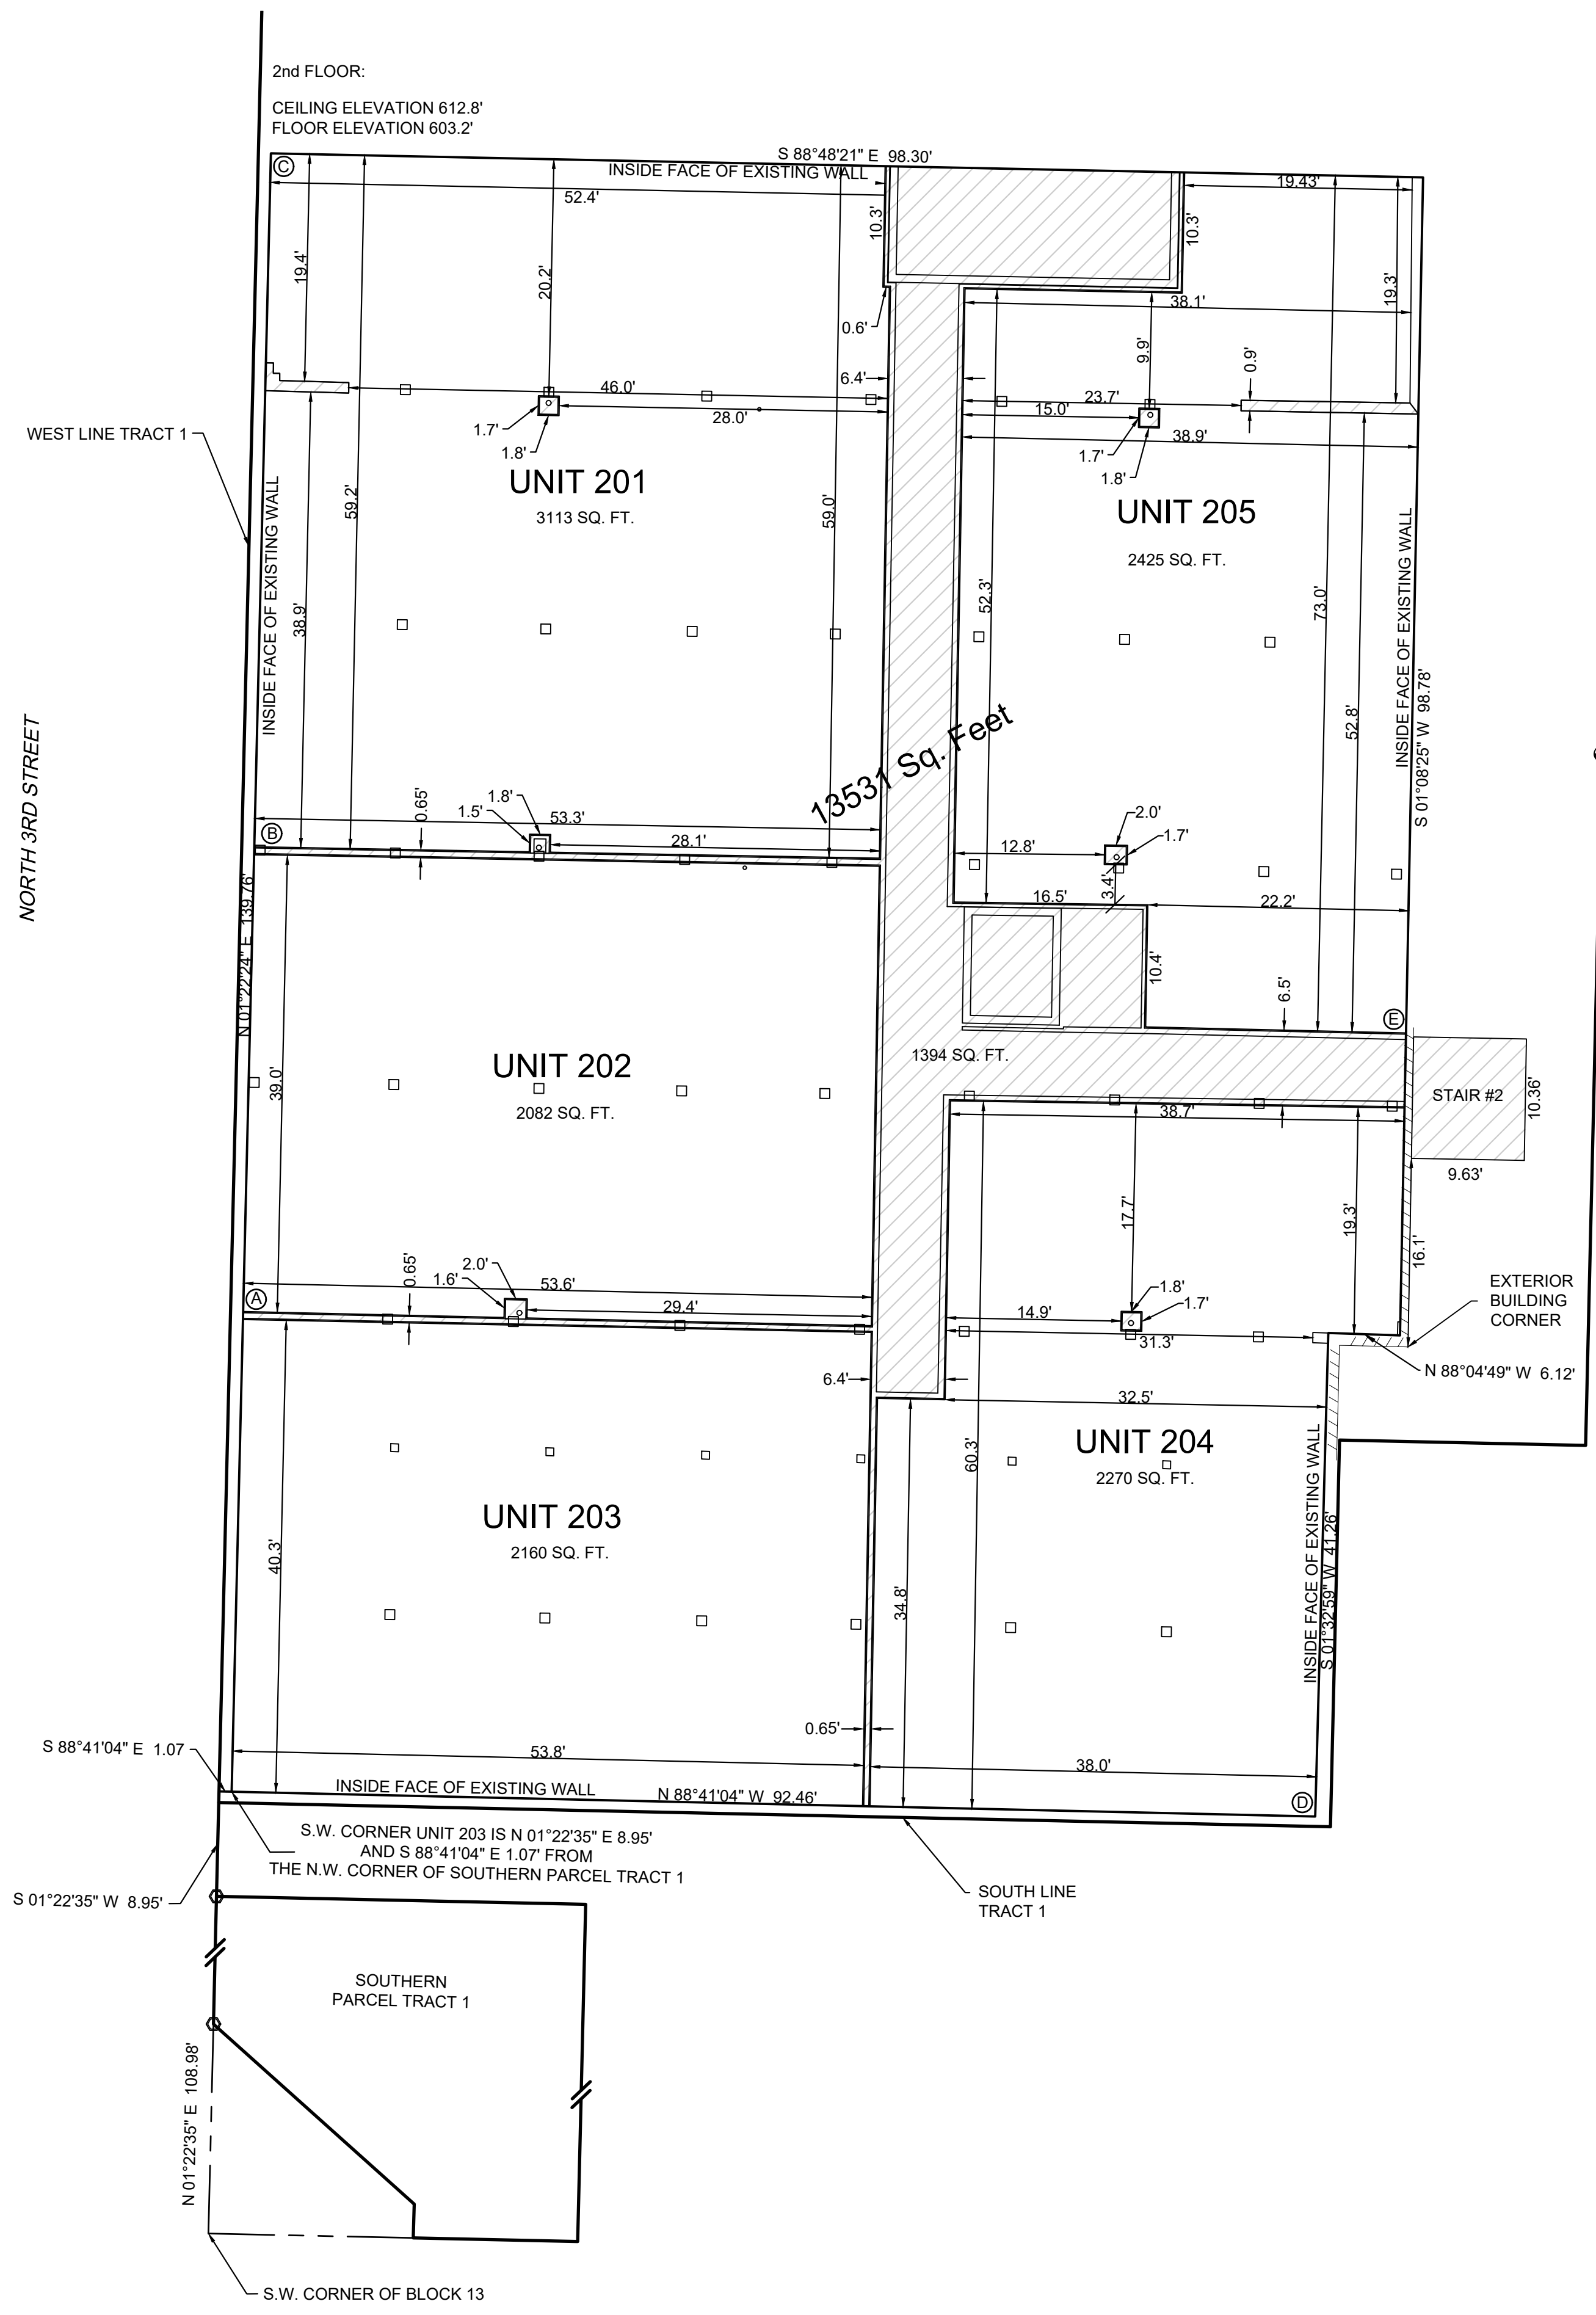 2nd FLOOR:
CEILING ELEVATION 612.8'
FLOOR ELEVATION 603.2'
S 88°48'21" E 98.30'
INSIDE FACE OF EXISTING WALL
C
52.4'
19.43'
10.3'
10.3'
19.4'
20.2'
19.3'
38.1'
0.6'
9.9'
0.9'
6.4'
46.0'
23.7'
28.0'
15.0'
1.7'
1.8'
38.9'
1.7'
1.8'
WEST LINE TRACT 1
UNIT 201
3113 SQ. FT.
UNIT 205
2425 SQ. FT.
59.2'
59.0'
INSIDE FACE OF EXISTING WALL
38.9'
52.3'
73.0'
52.8'
INSIDE FACE OF EXISTING WALL
S 01°08'25" W 98.78'
NORTH 3RD STREET
13531 Sq. Feet
0.65'
1.8'
1.5'
53.3'
28.1'
B
2.0'
1.7'
12.8'
3.4'
16.5'
22.2'
N 01°22'24" E 139.76'
10.4'
6.5'
E
1394 SQ. FT.
UNIT 202
2082 SQ. FT.
39.0'
STAIR #2
10.36'
9.63'
38.7'
17.7'
19.3'
16.1'
0.65'
2.0'
1.6'
53.6'
29.4'
A
EXTERIOR
BUILDING
CORNER
1.8'
1.7'
14.9'
31.3'
N 88°04'49" W 6.12'
6.4'
32.5'
UNIT 204
2270 SQ. FT.
60.3'
UNIT 203
2160 SQ. FT.
40.3'
34.8'
INSIDE FACE OF EXISTING WALL
S 01°32'59" W 41.26'
0.65'
S 88°41'04" E 1.07
53.8'
38.0'
INSIDE FACE OF EXISTING WALL
N 88°41'04" W 92.46'
D
S.W. CORNER UNIT 203 IS N 01°22'35" E 8.95'
AND S 88°41'04" E 1.07' FROM
THE N.W. CORNER OF SOUTHERN PARCEL TRACT 1
S 01°22'35" W 8.95'
SOUTH LINE
TRACT 1
SOUTHERN
PARCEL TRACT 1
N 01°22'35" E 108.98'
S.W. CORNER OF BLOCK 13